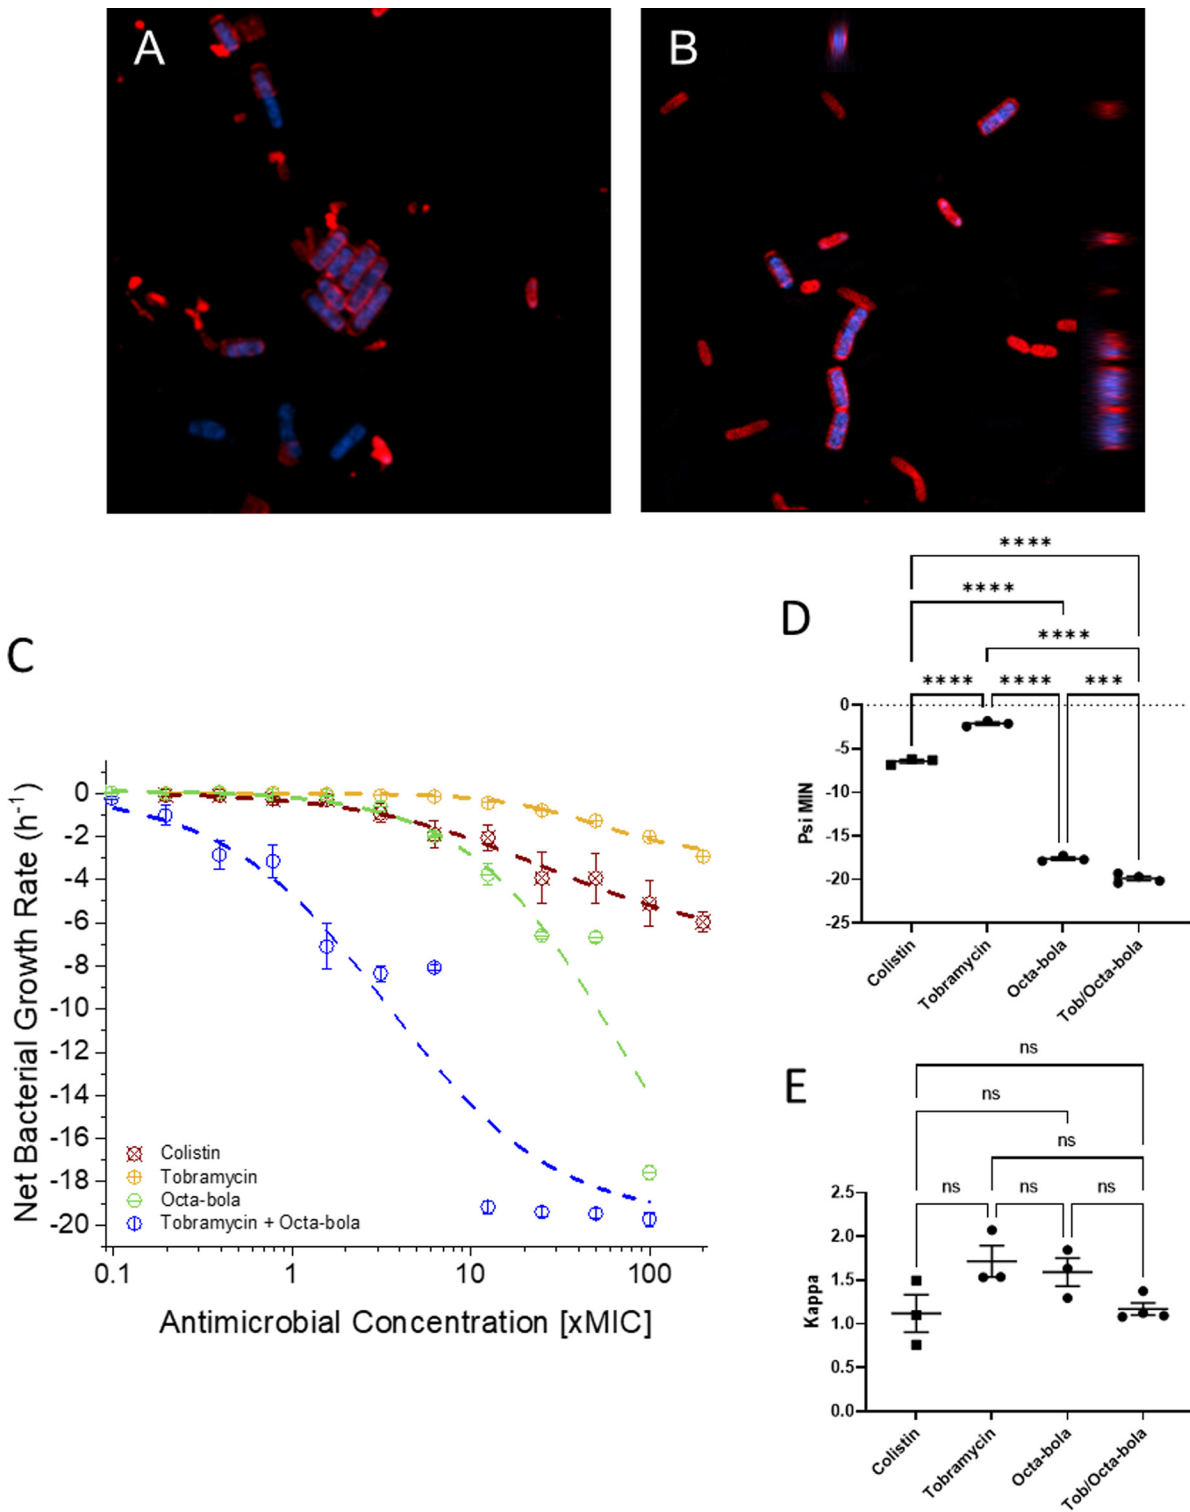 A
B
C
Net Bacterial Growth Rate (h⁻¹)
0
-2
-4
-6
-8
-10
-12
-14
-16
-18
-20
Colistin
Tobramycin
Octa-bola
Tobramycin + Octa-bola
0.1
1
10
100
Antimicrobial Concentration [xMIC]
D
****
****
****
**** **** ***
Psi MIN
0
-5
-10
-15
-20
-25
Colistin
Tobramycin
Octa-bola
Tob/Octa-bola
E
ns
ns
ns
ns ns ns
Kappa
2.5
2.0
1.5
1.0
0.5
0.0
Colistin
Tobramycin
Octa-bola
Tob/Octa-bola